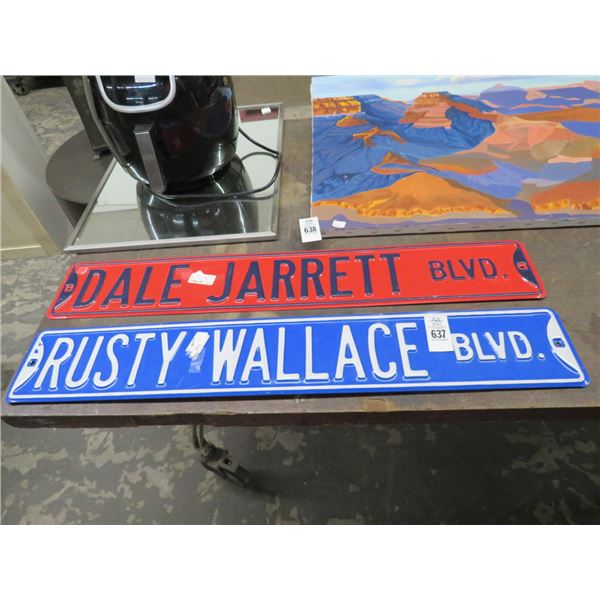 638
DALE JARRETT BLVD.
RUSTY WALLACE BLVD.
637